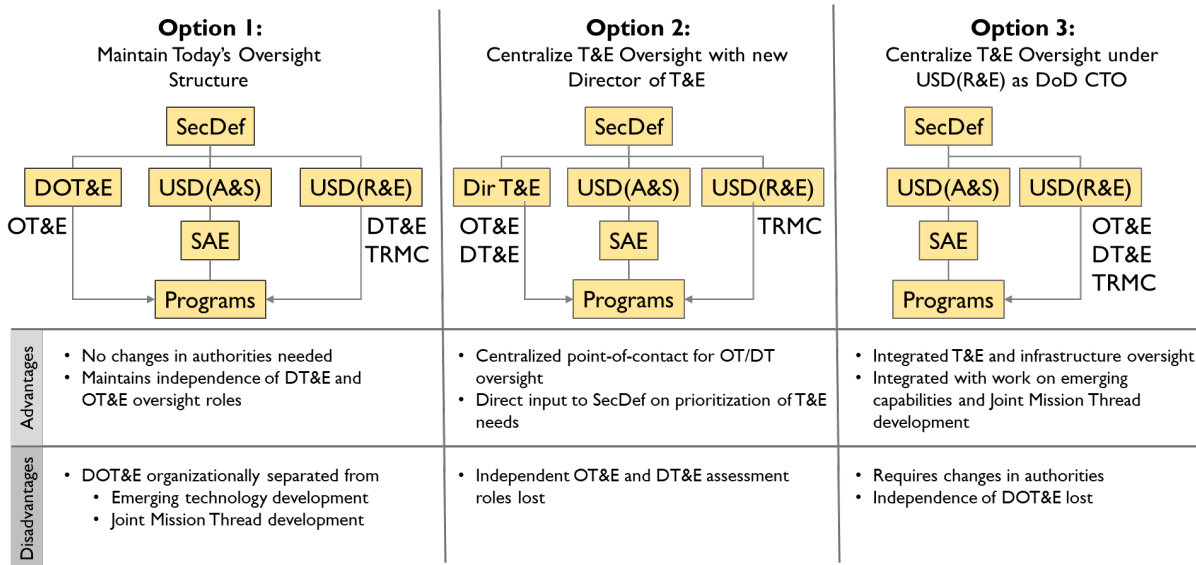 Option 1:
Maintain Today's Oversight
Structure
SecDef
DOT&E
USD(A&S)
USD(R&E)
OT&E
DT&E
TRMC
SAE
Programs
Option 2:
Centralize T&E Oversight with new
Director of T&E
SecDef
Dir T&E
USD(A&S)
USD(R&E)
OT&E
DT&E
TRMC
SAE
Programs
Option 3:
Centralize T&E Oversight under
USD(R&E) as DoD CTO
SecDef
USD(A&S)
USD(R&E)
OT&E
DT&E
TRMC
SAE
Programs
Advantages
• No changes in authorities needed
• Maintains independence of DT&E and
OT&E oversight roles
• Centralized point-of-contact for OT/DT
oversight
• Direct input to SecDef on prioritization of T&E
needs
• Integrated T&E and infrastructure oversight
• Integrated with work on emerging
capabilities and Joint Mission Thread
development
Disadvantages
• DOT&E organizationally separated from
• Emerging technology development
• Joint Mission Thread development
• Independent OT&E and DT&E assessment
roles lost
• Requires changes in authorities
• Independence of DOT&E lost